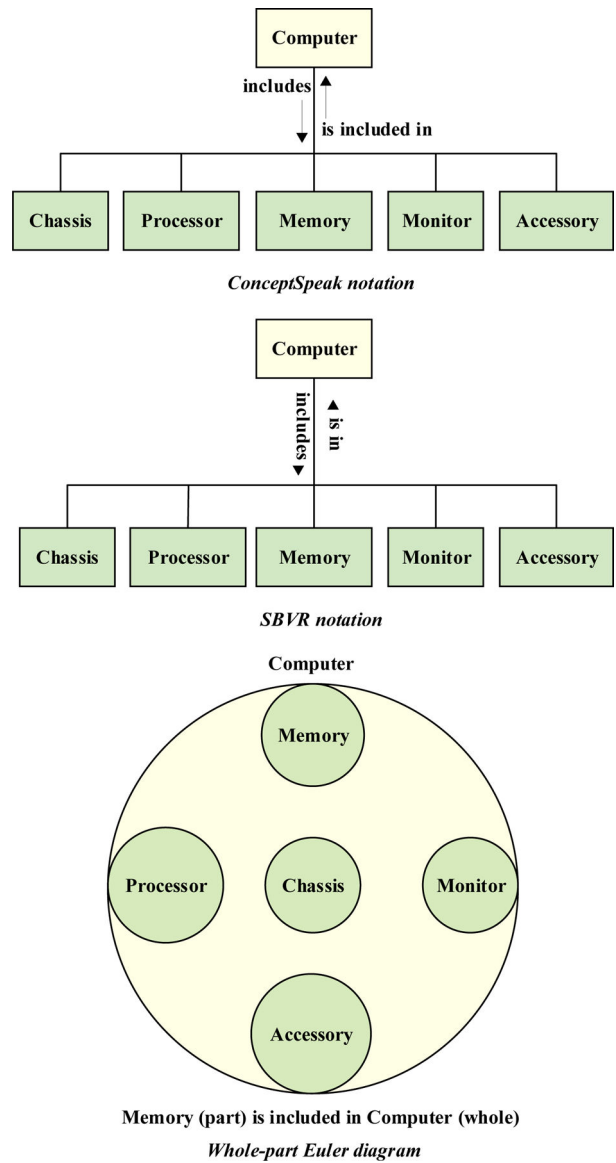 Computer
includes
is included in
Chassis Processor Memory Monitor Accessory
ConceptSpeak notation
Computer
includes
is in
Chassis Processor Memory Monitor Accessory
SBVR notation
Computer
Memory
Processor Chassis Monitor
Accessory
Memory (part) is included in Computer (whole)
Whole-part Euler diagram